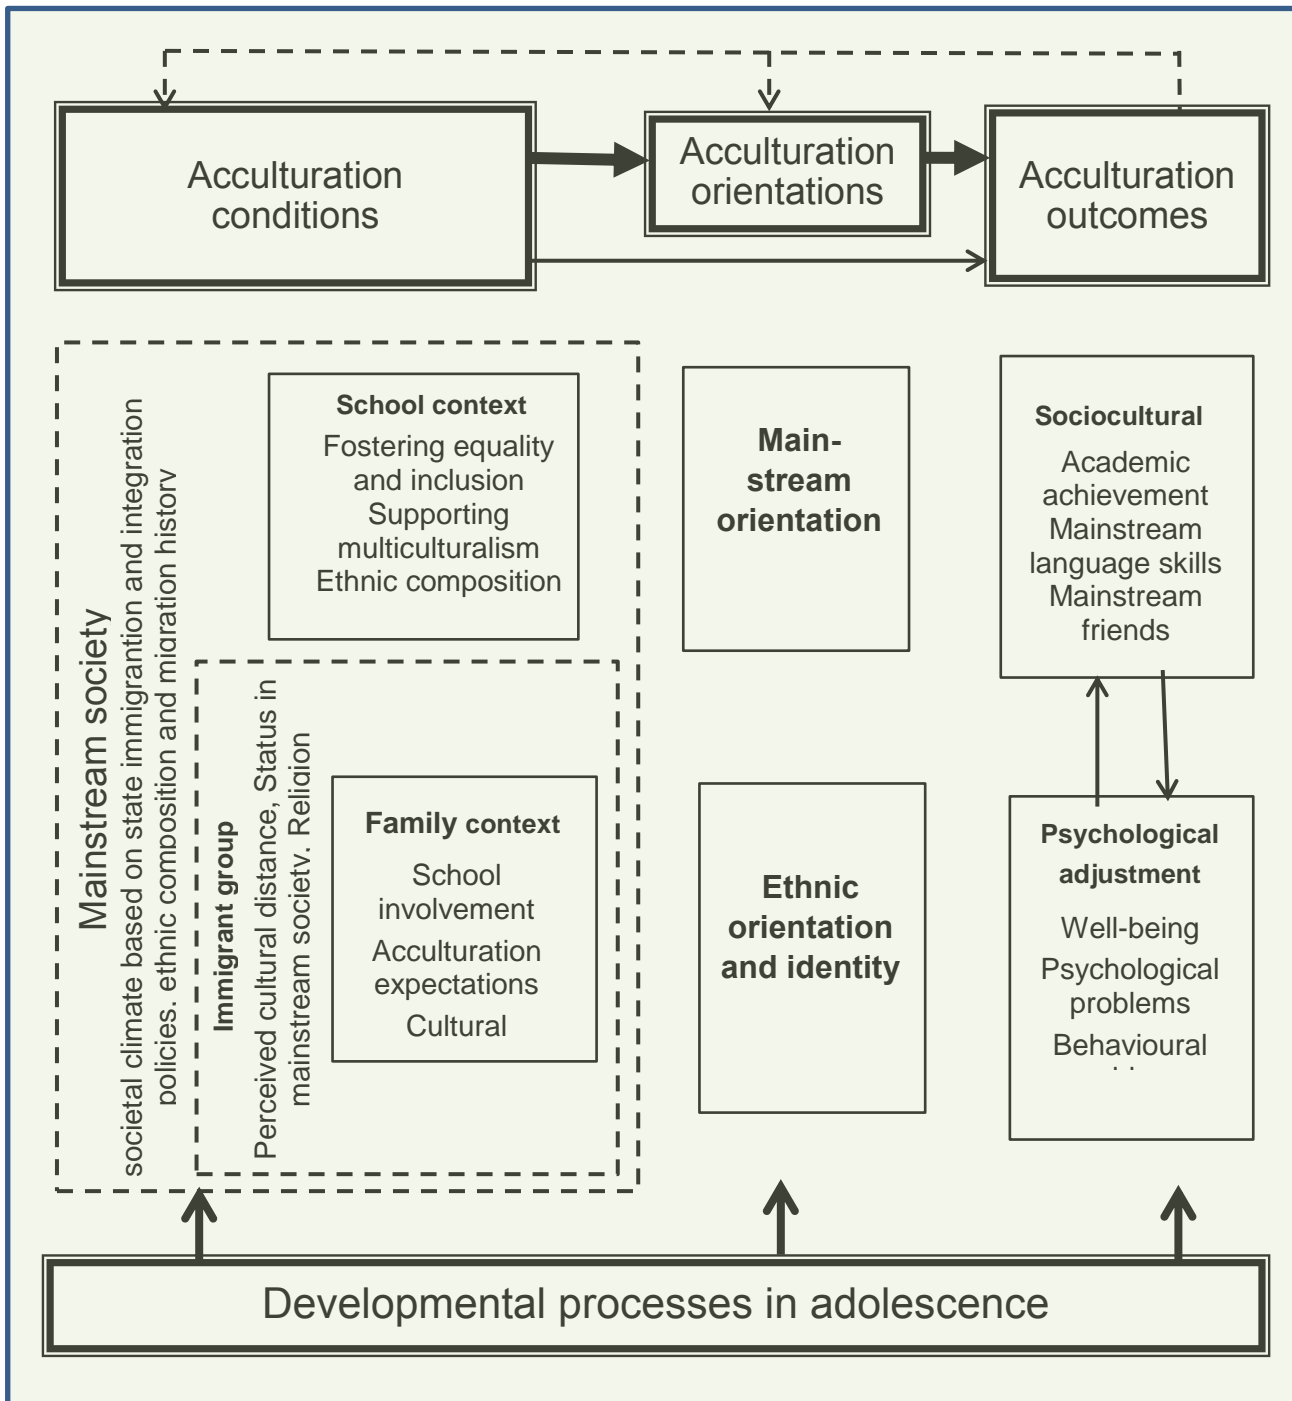 Acculturation
conditions
Acculturation
orientations
Acculturation
outcomes
Mainstream society
societal climate based on state immigrantion and integration
policies. ethnic composition and migration history
School context
Fostering equality
and inclusion
Supporting
multiculturalism
Ethnic composition
Immigrant group
Perceived cultural distance, Status in
mainstream society. Religion
Family context
School
involvement
Acculturation
expectations
Cultural
Main-
stream
orientation
Ethnic
orientation
and identity
Sociocultural
Academic
achievement
Mainstream
language skills
Mainstream
friends
Psychological
adjustment
Well-being
Psychological
problems
Behavioural
Developmental processes in adolescence